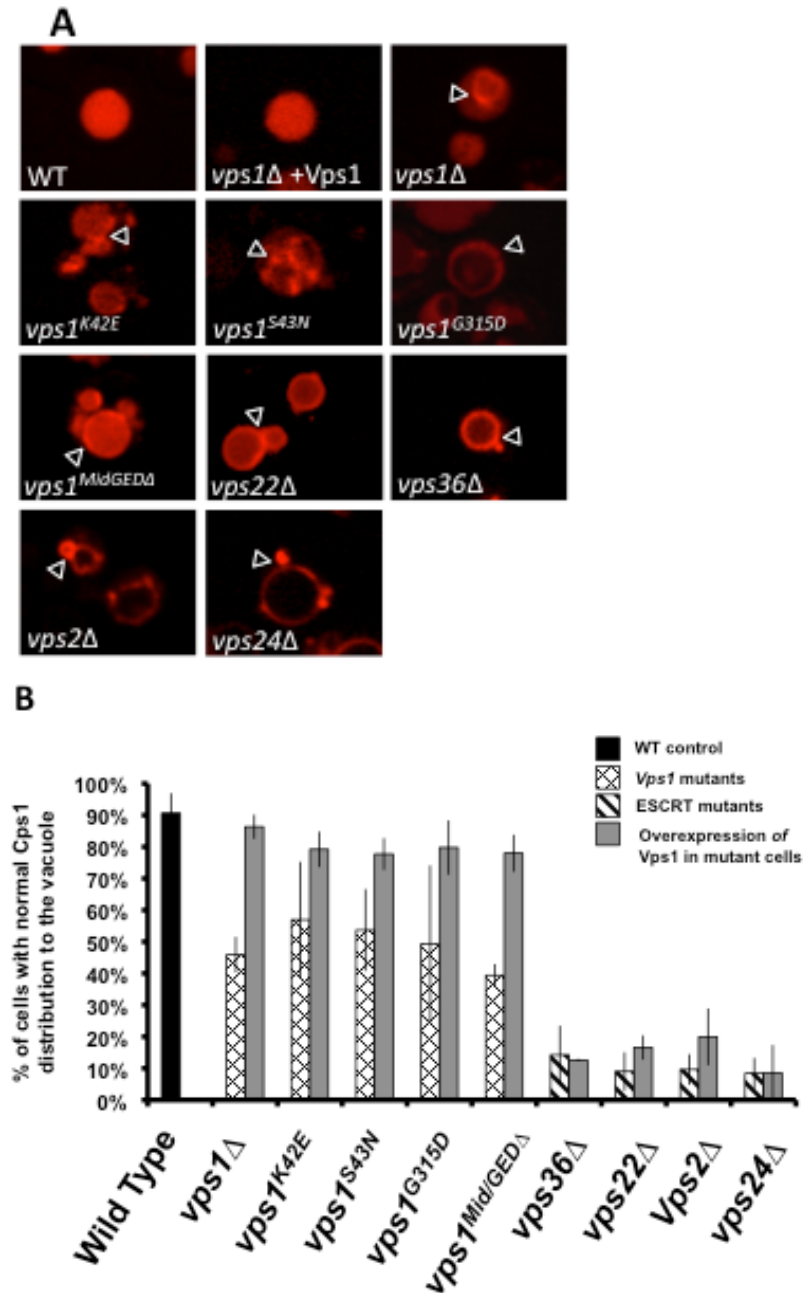 A
WT
vps1Δ +Vps1
vps1Δ
vps1K42E
vps1S43N
vps1G315D
vps1MidGEDΔ
vps22Δ
vps36Δ
vps2Δ
vps24Δ
B
WT control
Vps1 mutants
ESCRT mutants
Overexpression of
Vps1 in mutant cells
% of cells with normal Cps1
distribution to the vacuole
100%
90%
80%
70%
60%
50%
40%
30%
20%
10%
0%
Wild Type
vps1Δ
vps1K42E
vps1S43N
vps1G315D
vps1Mid/GEDΔ
vps36Δ
vps22Δ
Vps2Δ
vps24Δ